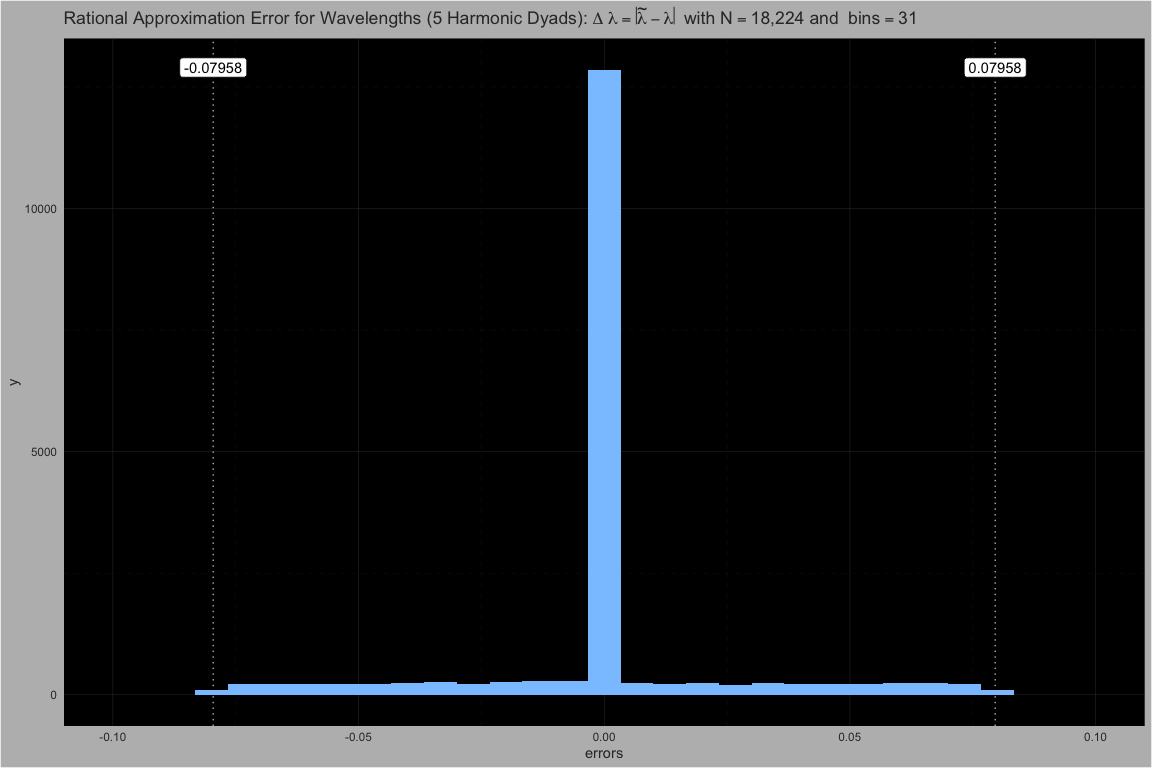 Rational Approximation Error for Wavelengths (5 Harmonic Dyads): Δ λ = |λ̃ − λ| with N = 18,224 and bins = 31
-0.07958 0.07958
10000
5000
0
y
-0.10 -0.05 0.00 0.05 0.10
errors